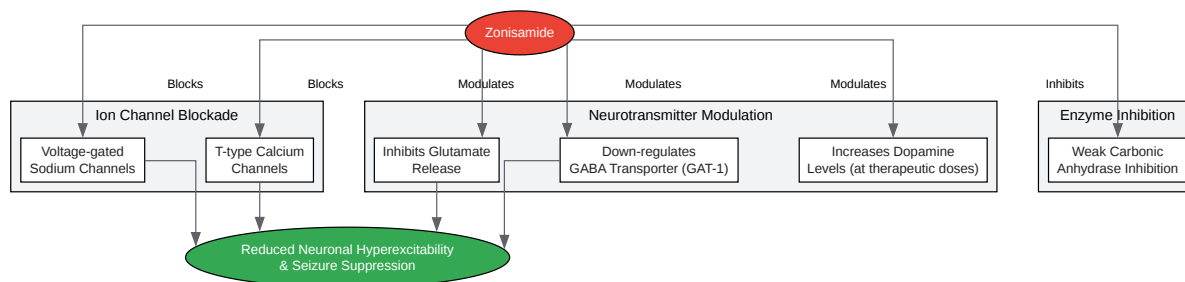 Zonisamide
Blocks
Blocks
Modulates
Modulates
Modulates
Inhibits
Ion Channel Blockade
Neurotransmitter Modulation
Enzyme Inhibition
Voltage-gated
Sodium Channels
T-type Calcium
Channels
Inhibits Glutamate
Release
Down-regulates
GABA Transporter (GAT-1)
Increases Dopamine
Levels (at therapeutic doses)
Weak Carbonic
Anhydrase Inhibition
Reduced Neuronal Hyperexcitability
& Seizure Suppression